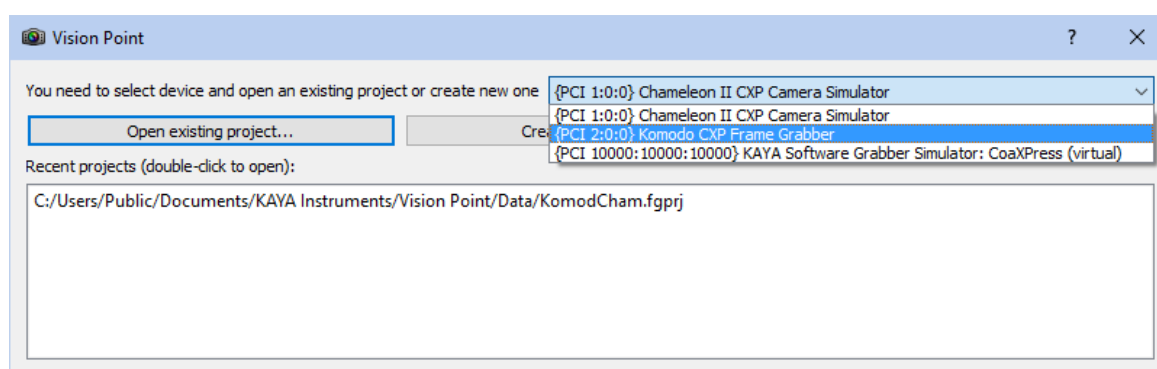 Vision Point ? ×
You need to select device and open an existing project or create new one {PCI 1:0:0} Chameleon II CXP Camera Simulator
{PCI 1:0:0} Chameleon II CXP Camera Simulator
Open existing project... Cre {PCI 2:0:0} Komodo CXP Frame Grabber
{PCI 10000:10000:10000} KAYA Software Grabber Simulator: CoaXPress (virtual)
Recent projects (double-click to open):
C:/Users/Public/Documents/KAYA Instruments/Vision Point/Data/KomodCham.fgprj